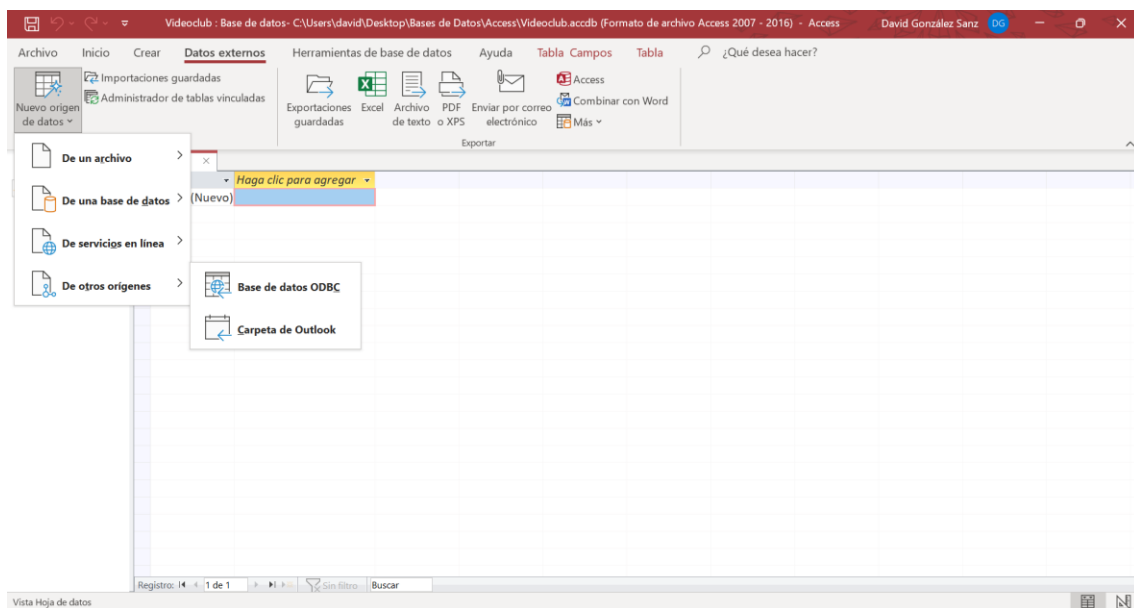 Videoclub : Base de datos- C:\Users\david\Desktop\Bases de Datos\Access\Videoclub.accdb (Formato de archivo Access 2007 - 2016) - Access
David González Sanz DG
Archivo Inicio Crear Datos externos Herramientas de base de datos Ayuda Tabla Campos Tabla ¿Qué desea hacer?
Nuevo origen de datos
Importaciones guardadas
Administrador de tablas vinculadas
Exportaciones guardadas
Excel
Archivo de texto
PDF o XPS
Enviar por correo electrónico
Access
Combinar con Word
Más
Exportar
De un archivo
De una base de datos
De servicios en línea
De otros orígenes
Base de datos ODBC
Carpeta de Outlook
Haga clic para agregar
(Nuevo)
Registro: 1 de 1 Sin filtro Buscar
Vista Hoja de datos